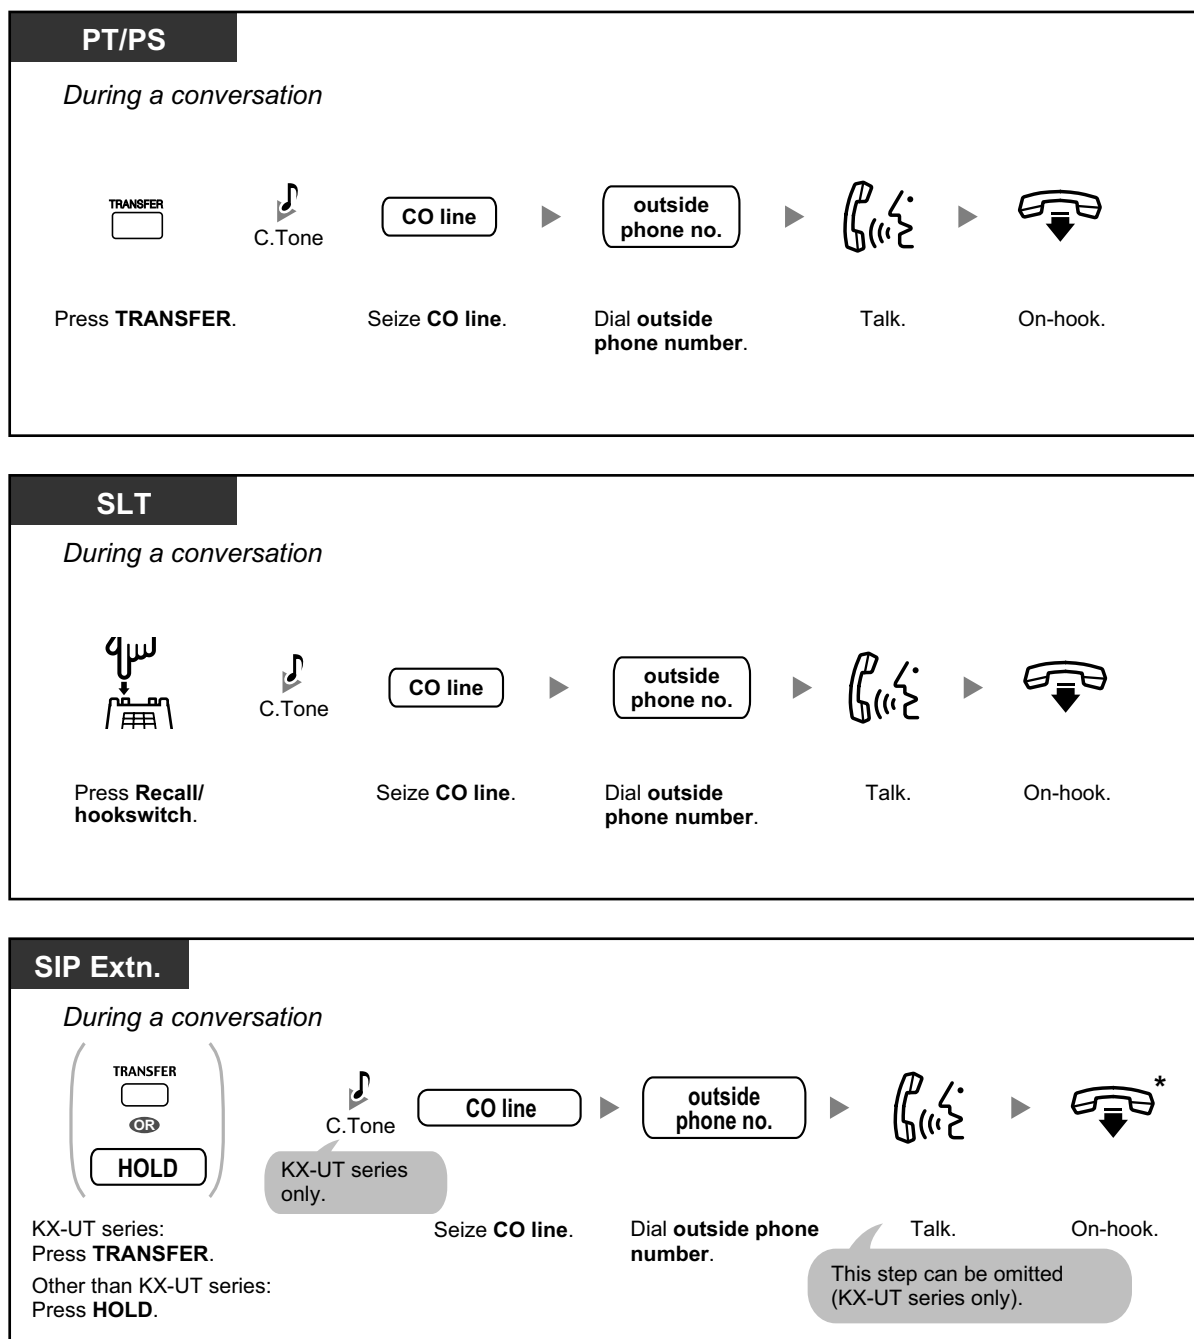 PT/PS
During a conversation
TRANSFER
C.Tone
CO line
outside
phone no.
Press TRANSFER.
Seize CO line.
Dial outside
phone number.
Talk.
On-hook.
SLT
During a conversation
C.Tone
CO line
outside
phone no.
Press Recall/
hookswitch.
Seize CO line.
Dial outside
phone number.
Talk.
On-hook.
SIP Extn.
During a conversation
TRANSFER
OR
HOLD
C.Tone
KX-UT series
only.
CO line
outside
phone no.
*
KX-UT series:
Press TRANSFER.
Other than KX-UT series:
Press HOLD.
Seize CO line.
Dial outside phone
number.
Talk.
This step can be omitted
(KX-UT series only).
On-hook.